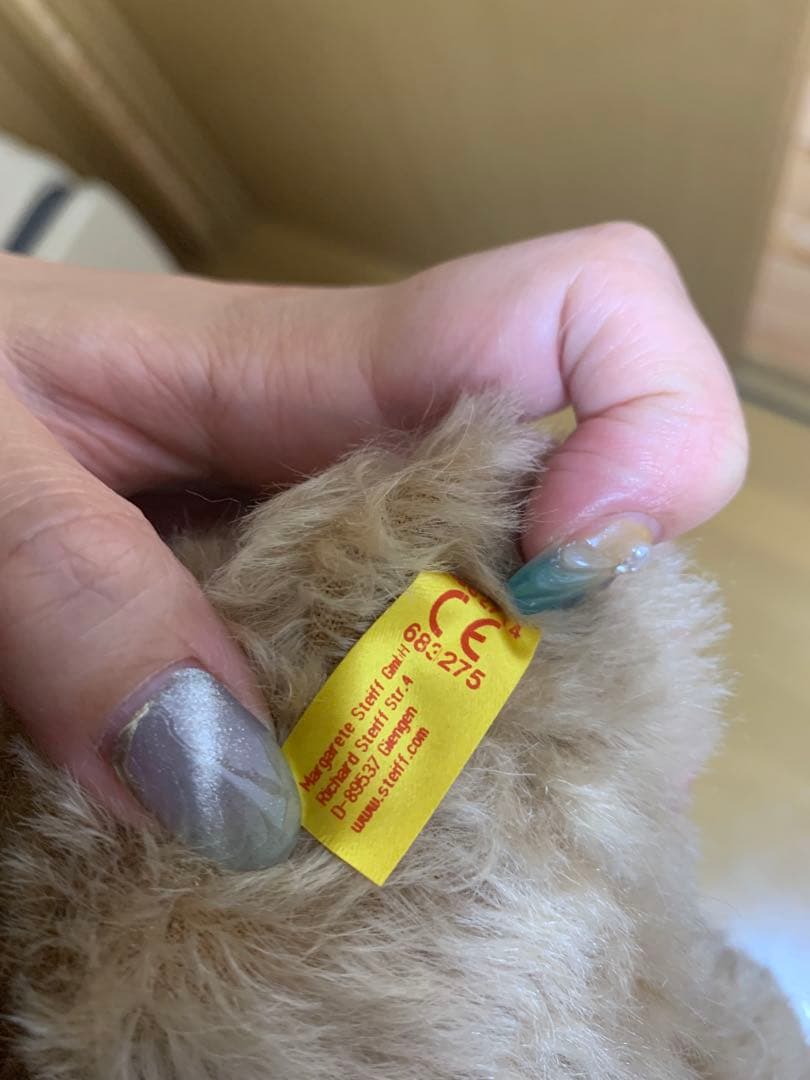 CE
683275
Margarete Steiff GmbH
Richard Steiff Str.4
D-89537 Giengen
www.steiff.com